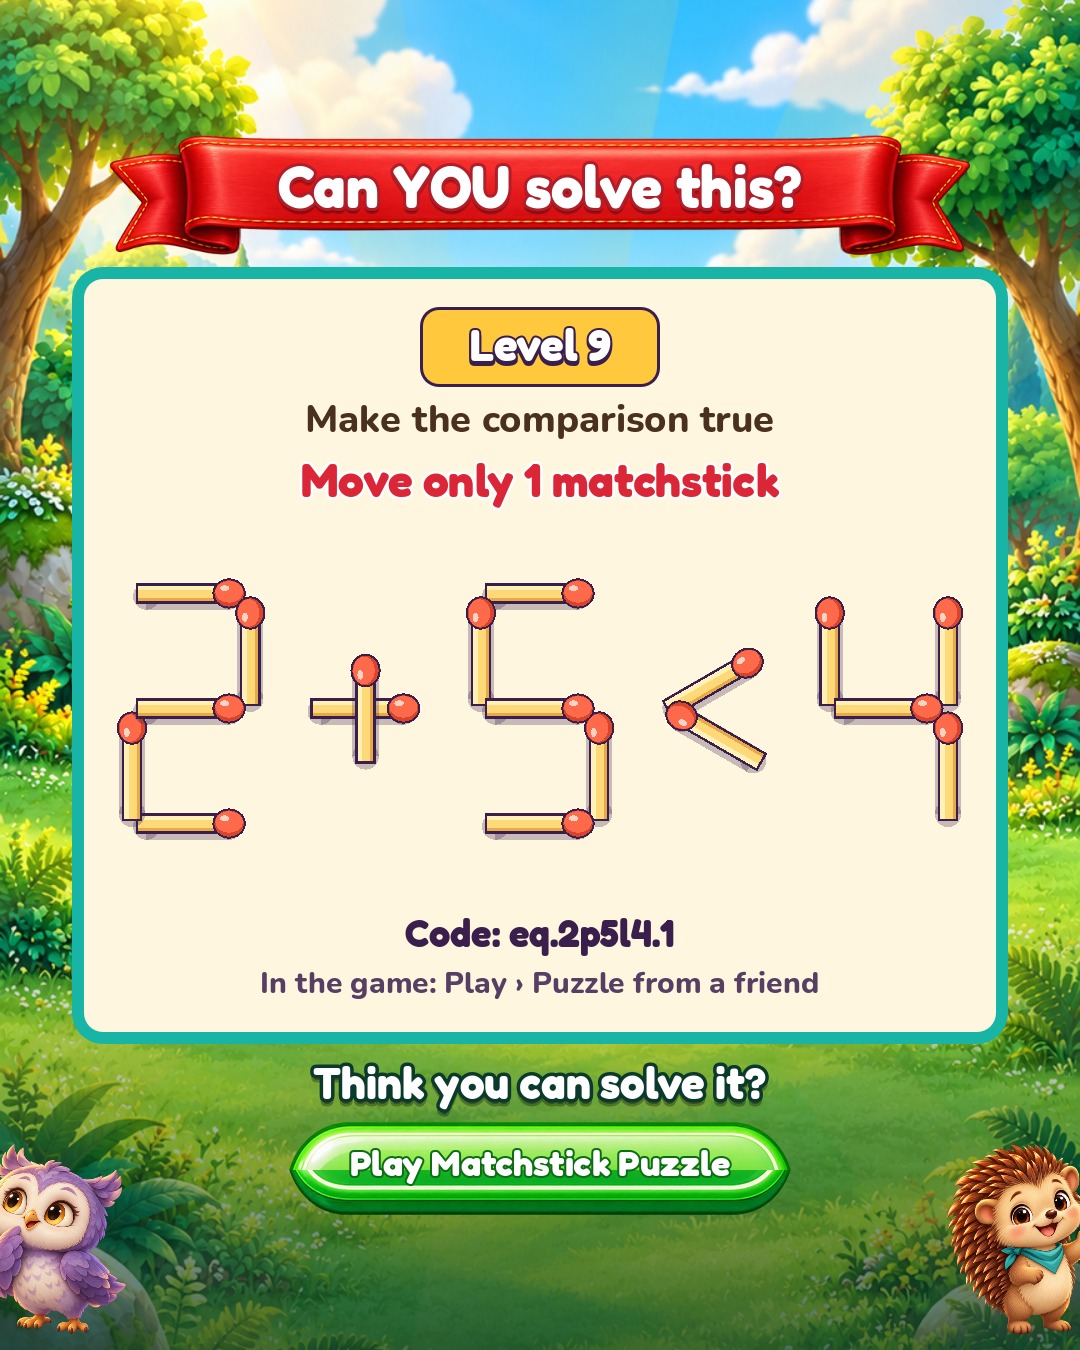 Can YOU solve this?
Level 9
Make the comparison true
Move only 1 matchstick
2+5<4
Code: eq.2p5l4.1
In the game: Play › Puzzle from a friend
Think you can solve it?
Play Matchstick Puzzle